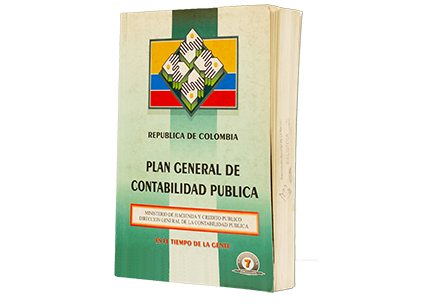 REPUBLICA DE COLOMBIA
PLAN GENERAL DE
CONTABILIDAD PUBLICA
MINISTERIO DE HACIENDA Y CREDITO PUBLICO
DIRECCION GENERAL DE LA CONTABILIDAD PUBLICA
EN EL TIEMPO DE LA GENTE
7